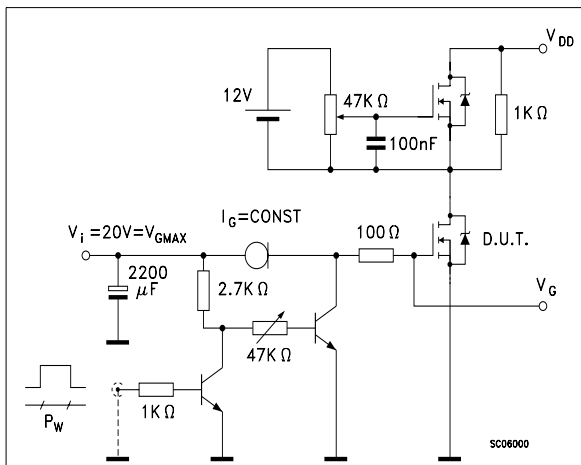 V_DD
12V
47K Ω
1K Ω
100nF
I_G=CONST
V_i =20V=V_GMAX
100 Ω
D.U.T.
2200
μF
2.7K Ω
V_G
47K Ω
1K Ω
P_W
SC06000